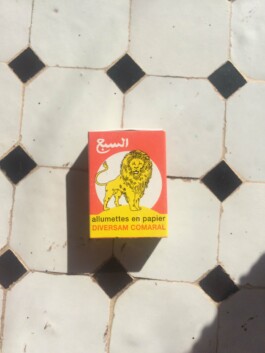 السبع
allumettes en papier
DIVERSAM COMARAL